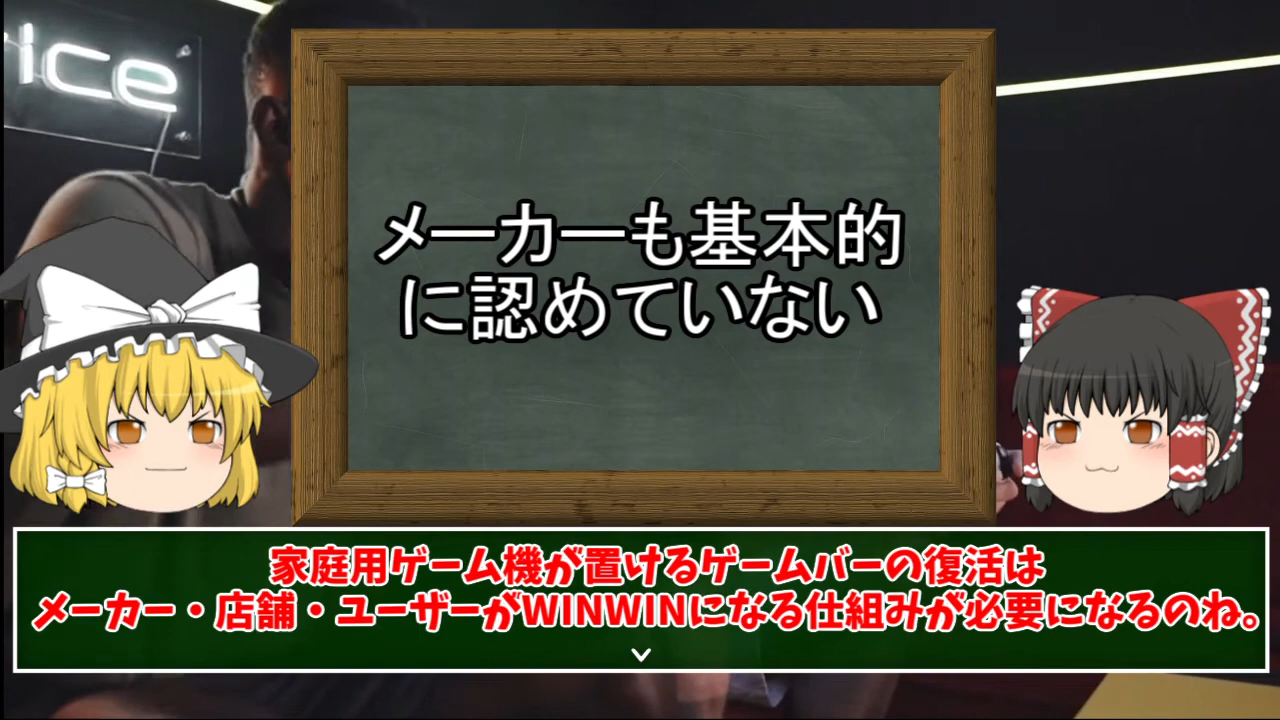 ice
メーカーも基本的
に認めていない
家庭用ゲーム機が置けるゲームバーの復活は
メーカー・店舗・ユーザーがWINWINになる仕組みが必要になるのね。